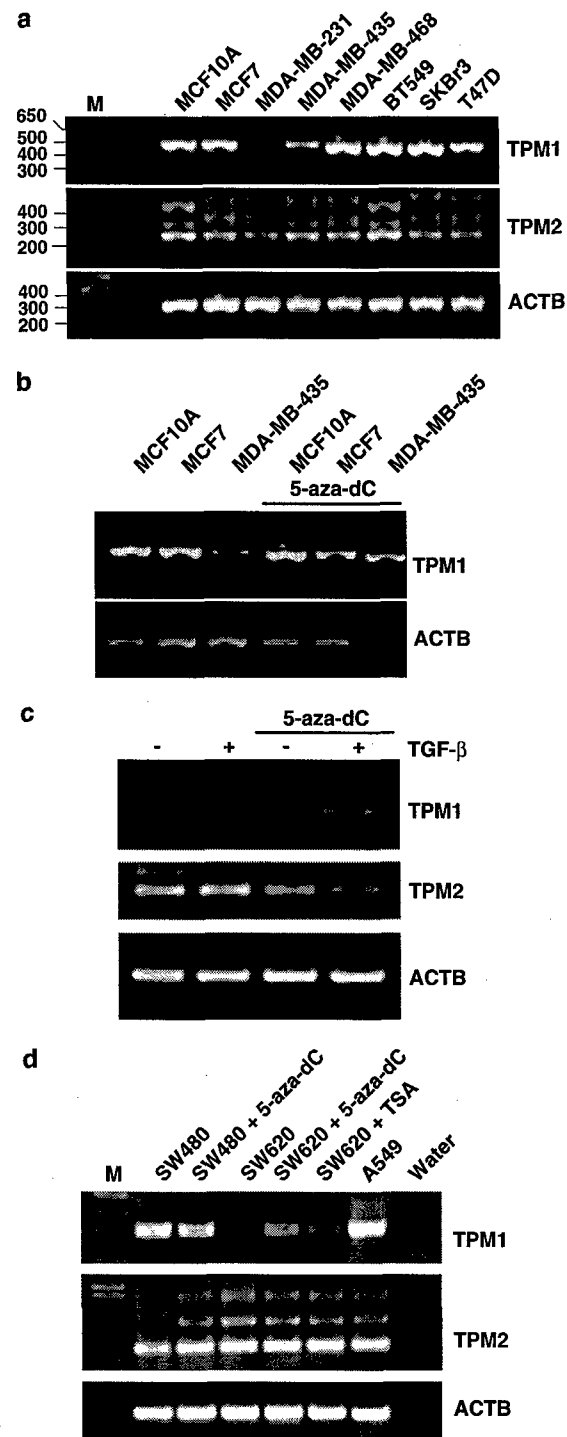 a
M MCF10A MCF7 MDA-MB-231 MDA-MB-435 MDA-MB-468 BT549 SKBr3 T47D
650
500
400
300
TPM1
400
300
200
TPM2
400
300
200
ACTB
b
MCF10A MCF7 MDA-MB-435 MCF10A MCF7 MDA-MB-435
5-aza-dC
TPM1
ACTB
c
5-aza-dC
- + - + TGF-β
TPM1
TPM2
ACTB
d
M SW480 SW480 + 5-aza-dC SW620 SW620 + 5-aza-dC SW620 + TSA A549 Water
TPM1
TPM2
ACTB